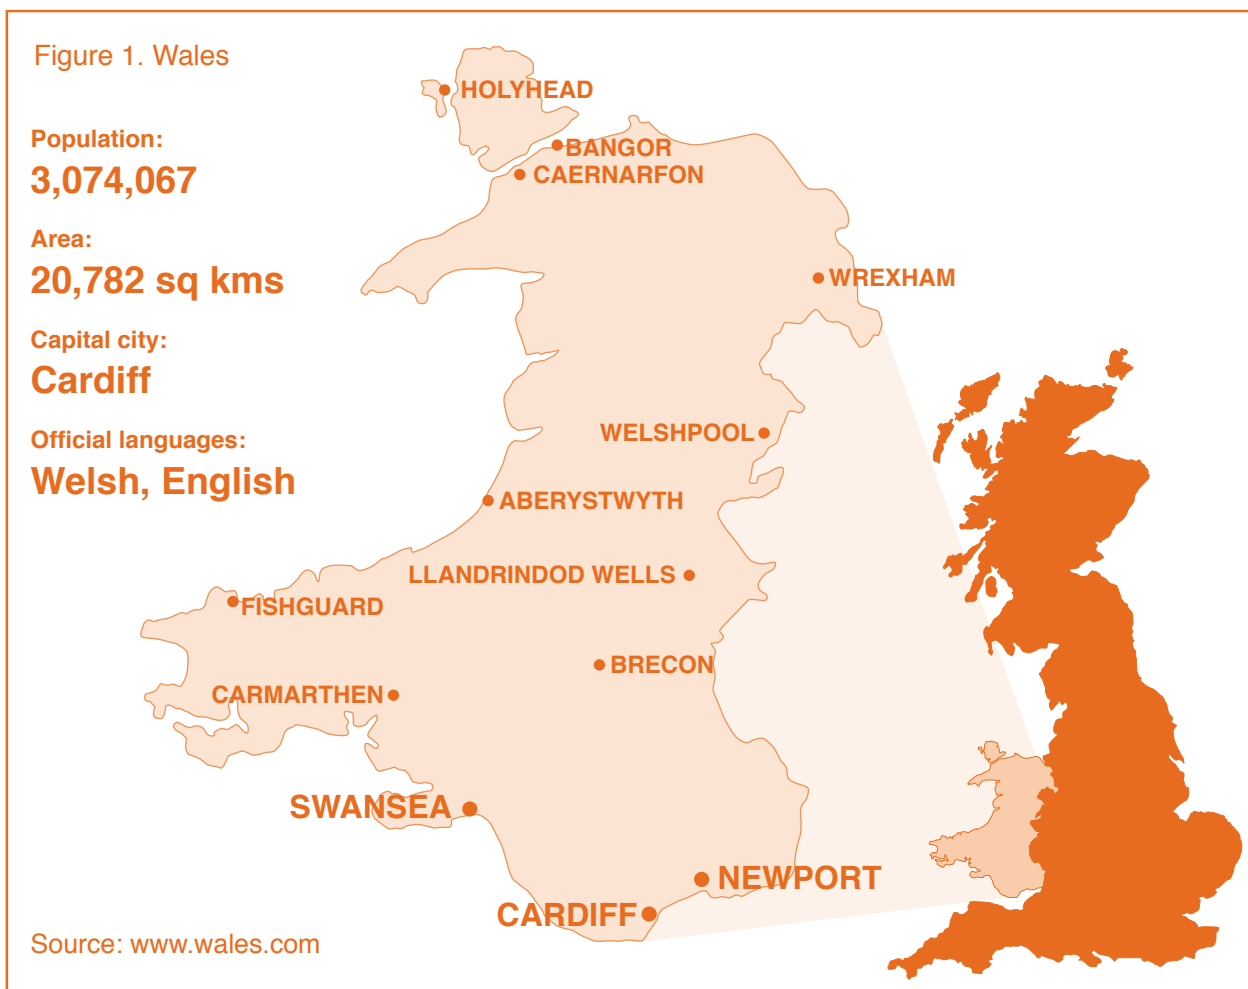 Figure 1. Wales
Population:
3,074,067
Area:
20,782 sq kms
Capital city:
Cardiff
Official languages:
Welsh, English
HOLYHEAD
BANGOR
CAERNARFON
WREXHAM
WELSHPOOL
ABERYSTWYTH
LLANDRINDOD WELLS
FISHGUARD
BRECON
CARMARTHEN
SWANSEA
NEWPORT
CARDIFF
Source: www.wales.com